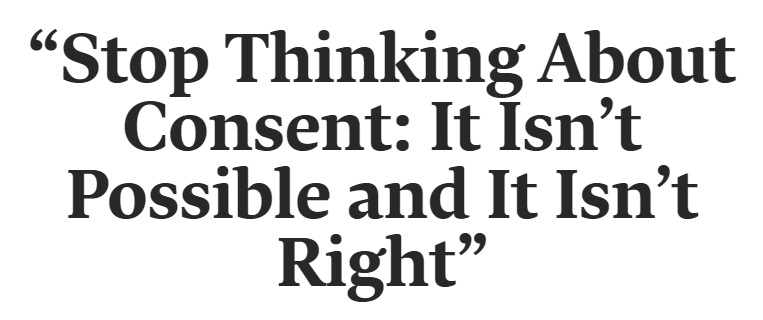 “Stop Thinking About
Consent: It Isn’t
Possible and It Isn’t
Right”